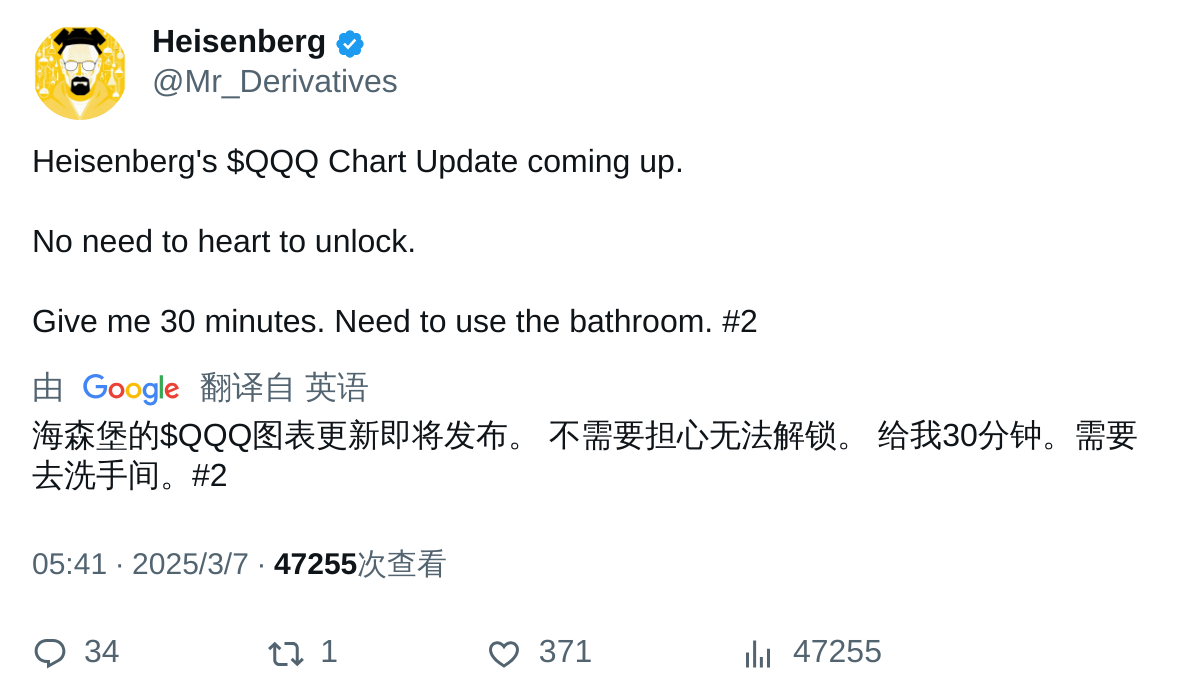 Heisenberg
@Mr_Derivatives
Heisenberg's $QQQ Chart Update coming up.
No need to heart to unlock.
Give me 30 minutes. Need to use the bathroom. #2
由 Google 翻译自 英语
海森堡的$QQQ图表更新即将发布。 不需要担心无法解锁。 给我30分钟。需要
去洗手间。#2
05:41 · 2025/3/7 · 47255次查看
34 1 371 47255